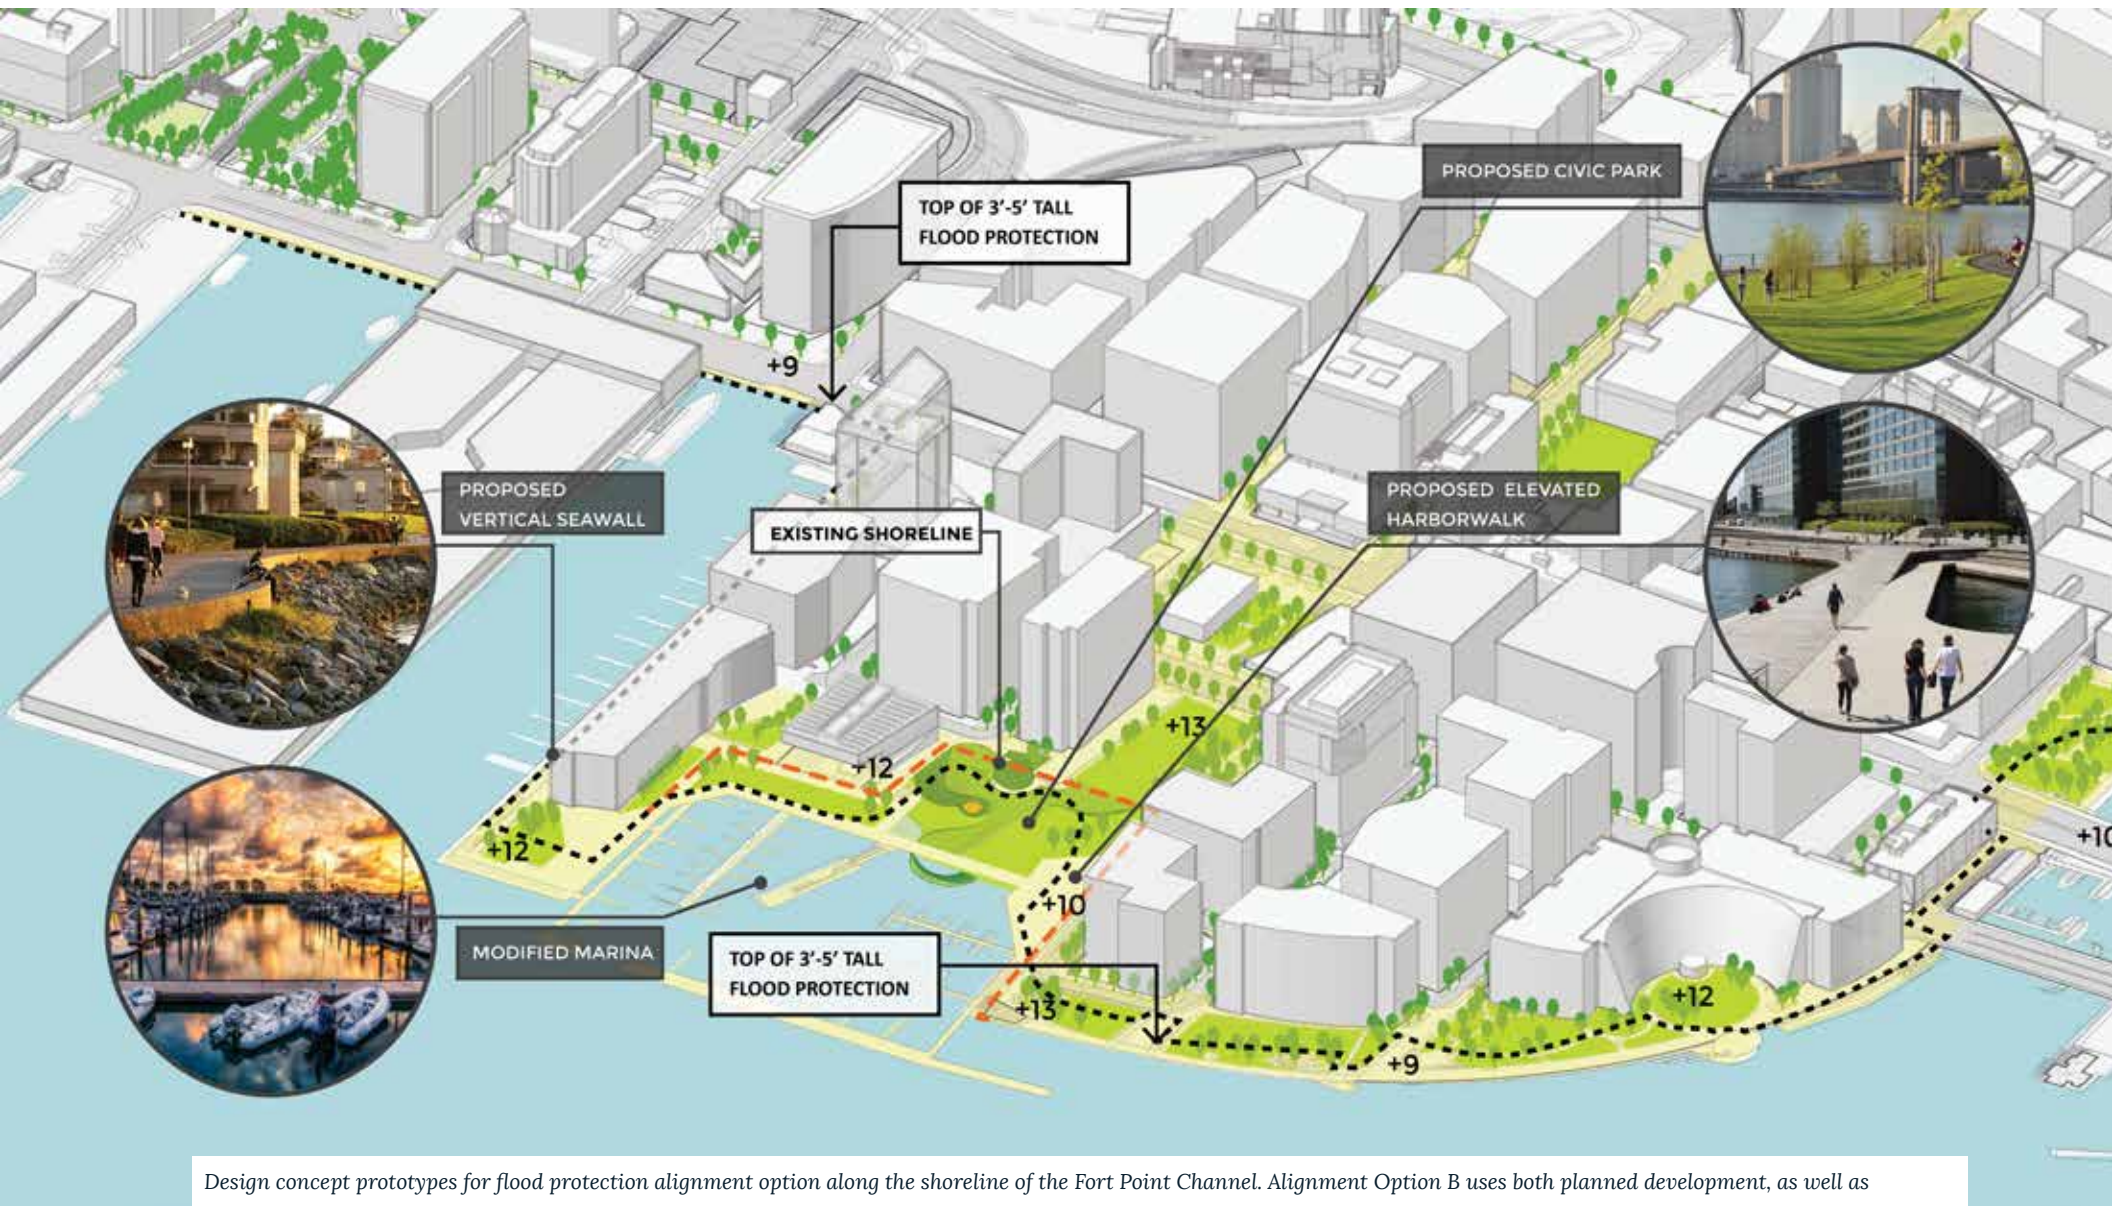 PROPOSED CIVIC PARK
TOP OF 3'-5' TALL
FLOOD PROTECTION
+9
PROPOSED
VERTICAL SEAWALL
PROPOSED ELEVATED
HARBORWALK
EXISTING SHORELINE
+13
+12
+10
+12
+10
MODIFIED MARINA
TOP OF 3'-5' TALL
FLOOD PROTECTION
+12
+13
+9
Design concept prototypes for flood protection alignment option along the shoreline of the Fort Point Channel. Alignment Option B uses both planned development, as well as